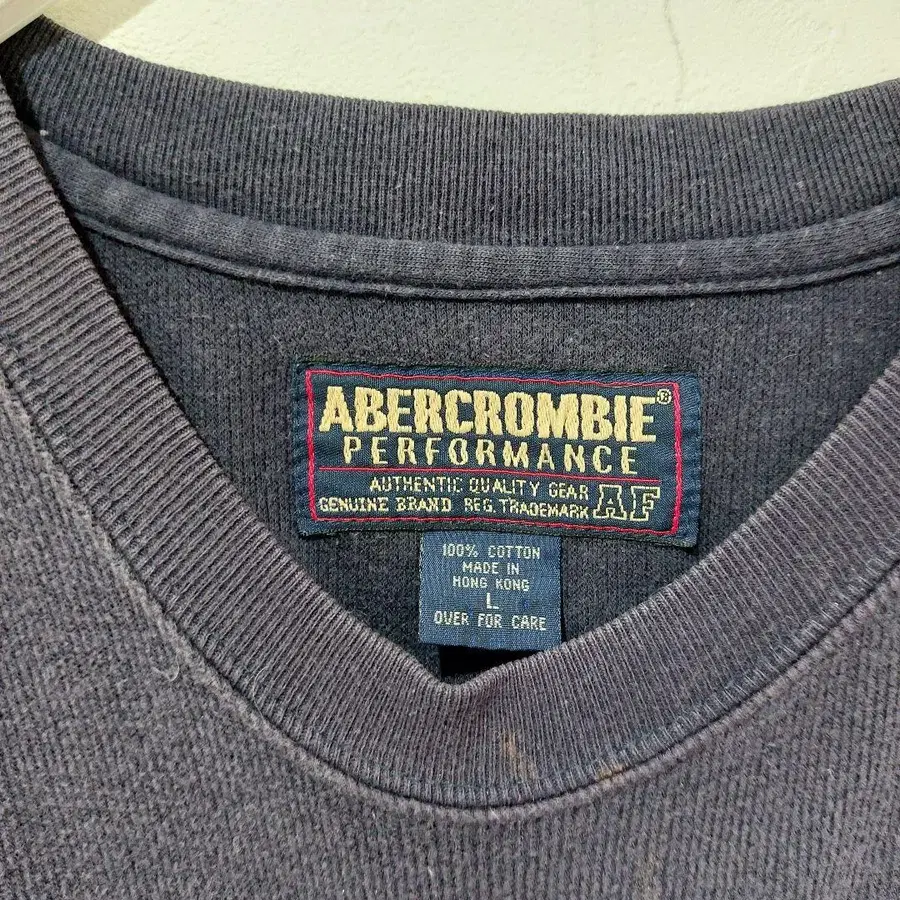 ABERCROMBIE®
PERFORMANCE
AUTHENTIC QUALITY GEAR
GENUINE BRAND REG. TRADEMARK AF
100% COTTON
MADE IN
HONG KONG
L
OVER FOR CARE